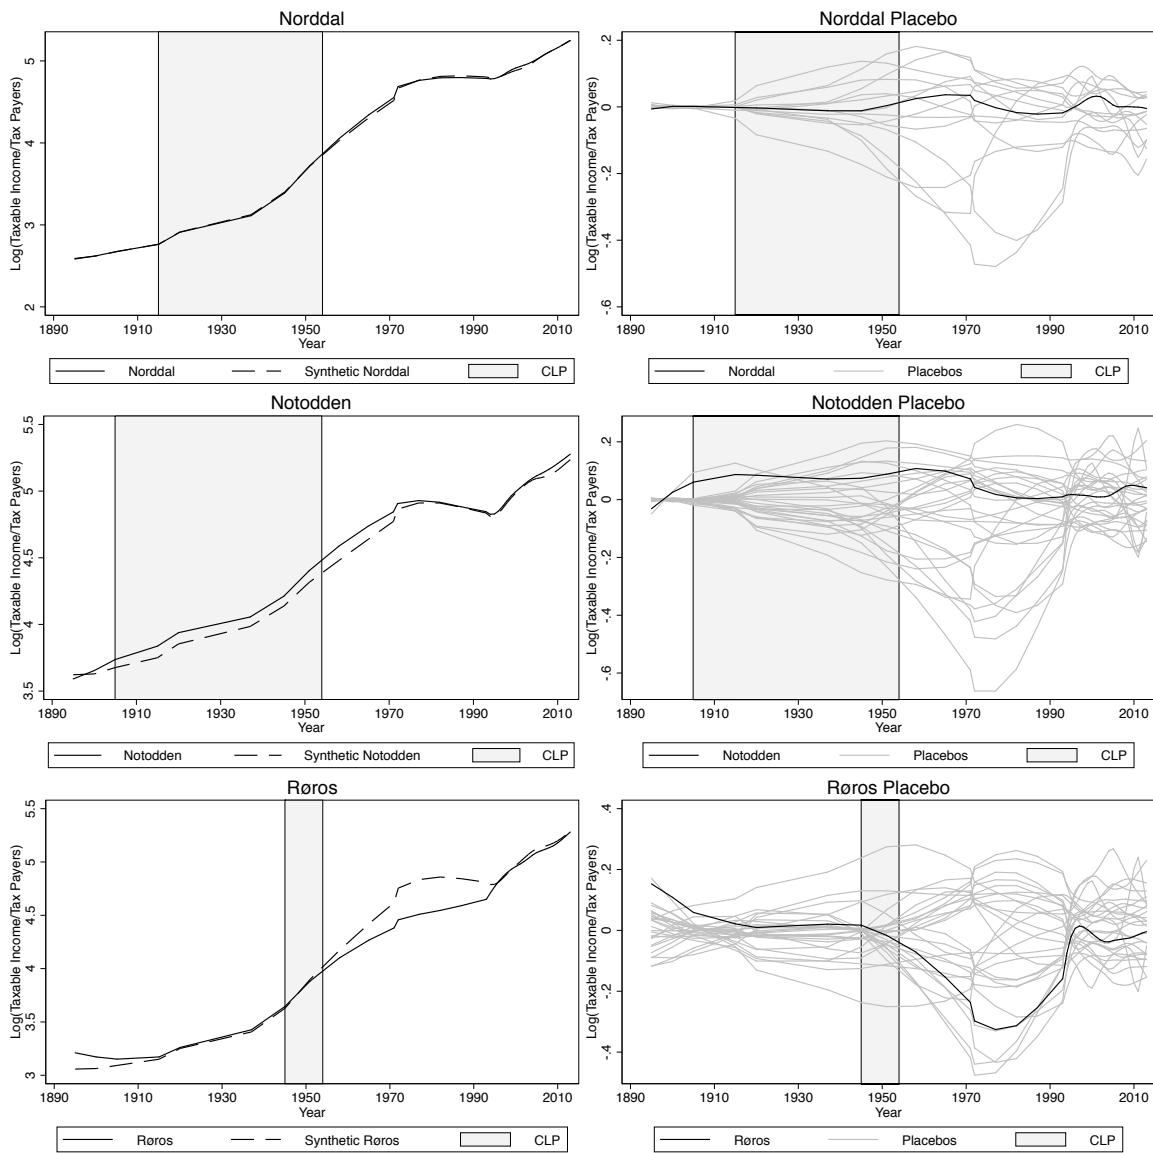 Norddal
Log(Taxable Income/Tax Payers)
5
4
3
2
1890 1910 1930 1950 1970 1990 2010
Year
Norddal Synthetic Norddal CLP
Norddal Placebo
Log(Taxable Income/Tax Payers)
.2
0
-.2
-.4
-.6
1890 1910 1930 1950 1970 1990 2010
Year
Norddal Placebos CLP
Notodden
Log(Taxable Income/Tax Payers)
5.5
5
4.5
4
3.5
1890 1910 1930 1950 1970 1990 2010
Year
Notodden Synthetic Notodden CLP
Notodden Placebo
Log(Taxable Income/Tax Payers)
.2
0
-.2
-.4
-.6
1890 1910 1930 1950 1970 1990 2010
Year
Notodden Placebos CLP
Røros
Log(Taxable Income/Tax Payers)
5.5
5
4.5
4
3.5
3
1890 1910 1930 1950 1970 1990 2010
Year
Røros Synthetic Røros CLP
Røros Placebo
Log(Taxable Income/Tax Payers)
.4
.2
0
-.2
-.4
1890 1910 1930 1950 1970 1990 2010
Year
Røros Placebos CLP